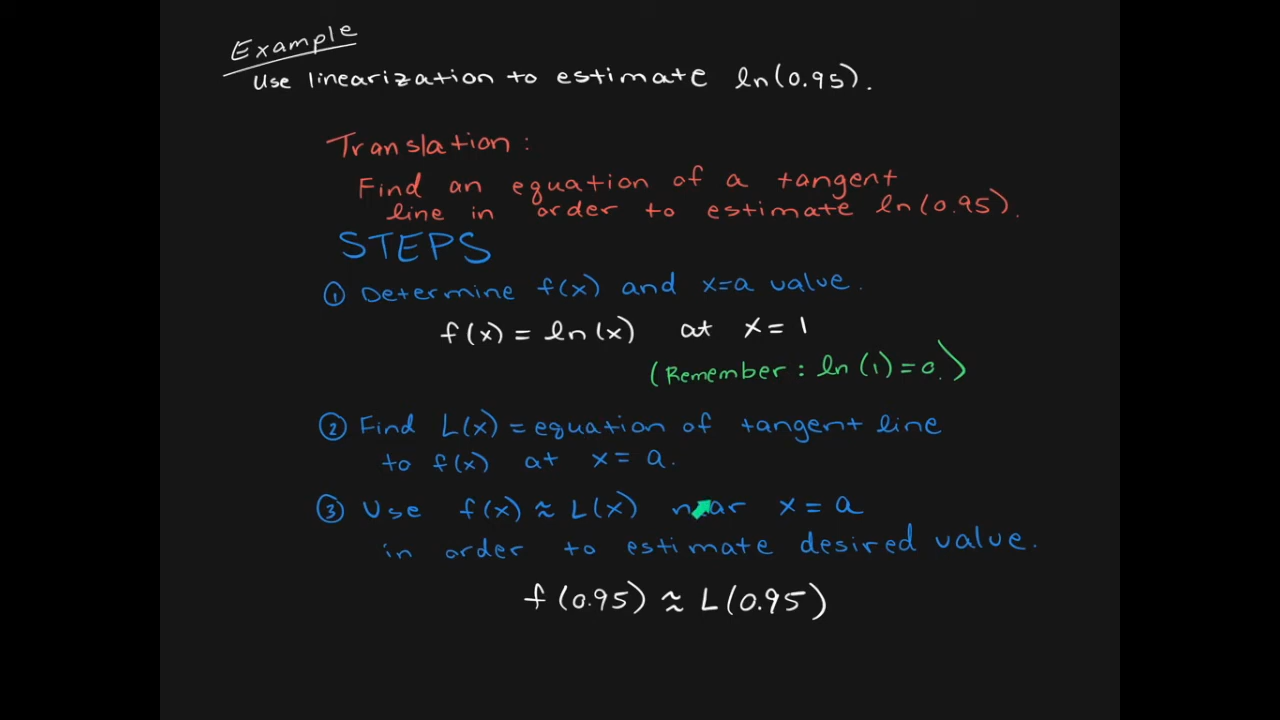 Example
Use linearization to estimate ln(0.95).
Translation:
Find an equation of a tangent
line in order to estimate ln(0.95).
STEPS
① Determine f(x) and x=a value.
f(x) = ln(x) at x = 1
(Remember: ln(1)=0.)
② Find L(x) = equation of tangent line
to f(x) at x = a.
③ Use f(x) ≈ L(x) near x = a
in order to estimate desired value.
f(0.95) ≈ L(0.95)